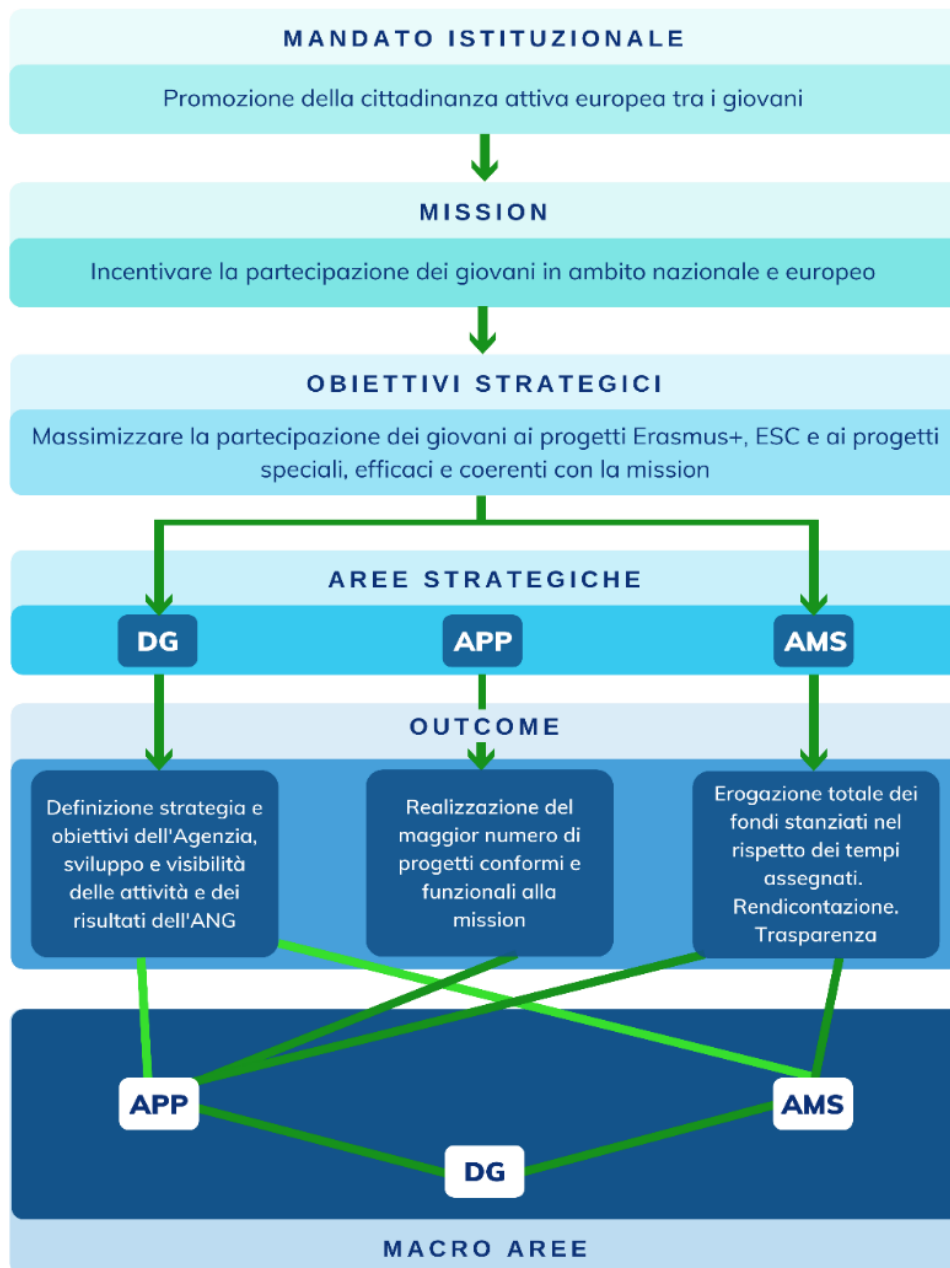 MANDATO ISTITUZIONALE
Promozione della cittadinanza attiva europea tra i giovani
MISSION
Incentivare la partecipazione dei giovani in ambito nazionale e europeo
OBIETTIVI STRATEGICI
Massimizzare la partecipazione dei giovani ai progetti Erasmus+, ESC e ai progetti
speciali, efficaci e coerenti con la mission
AREE STRATEGICHE
DG
APP
AMS
OUTCOME
Definizione strategia e
obiettivi dell'Agenzia,
sviluppo e visibilità
delle attività e dei
risultati dell'ANG
Realizzazione del
maggior numero di
progetti conformi e
funzionali alla
mission
Erogazione totale dei
fondi stanziati nel
rispetto dei tempi
assegnati.
Rendicontazione.
Trasparenza
APP
AMS
DG
MACRO AREE